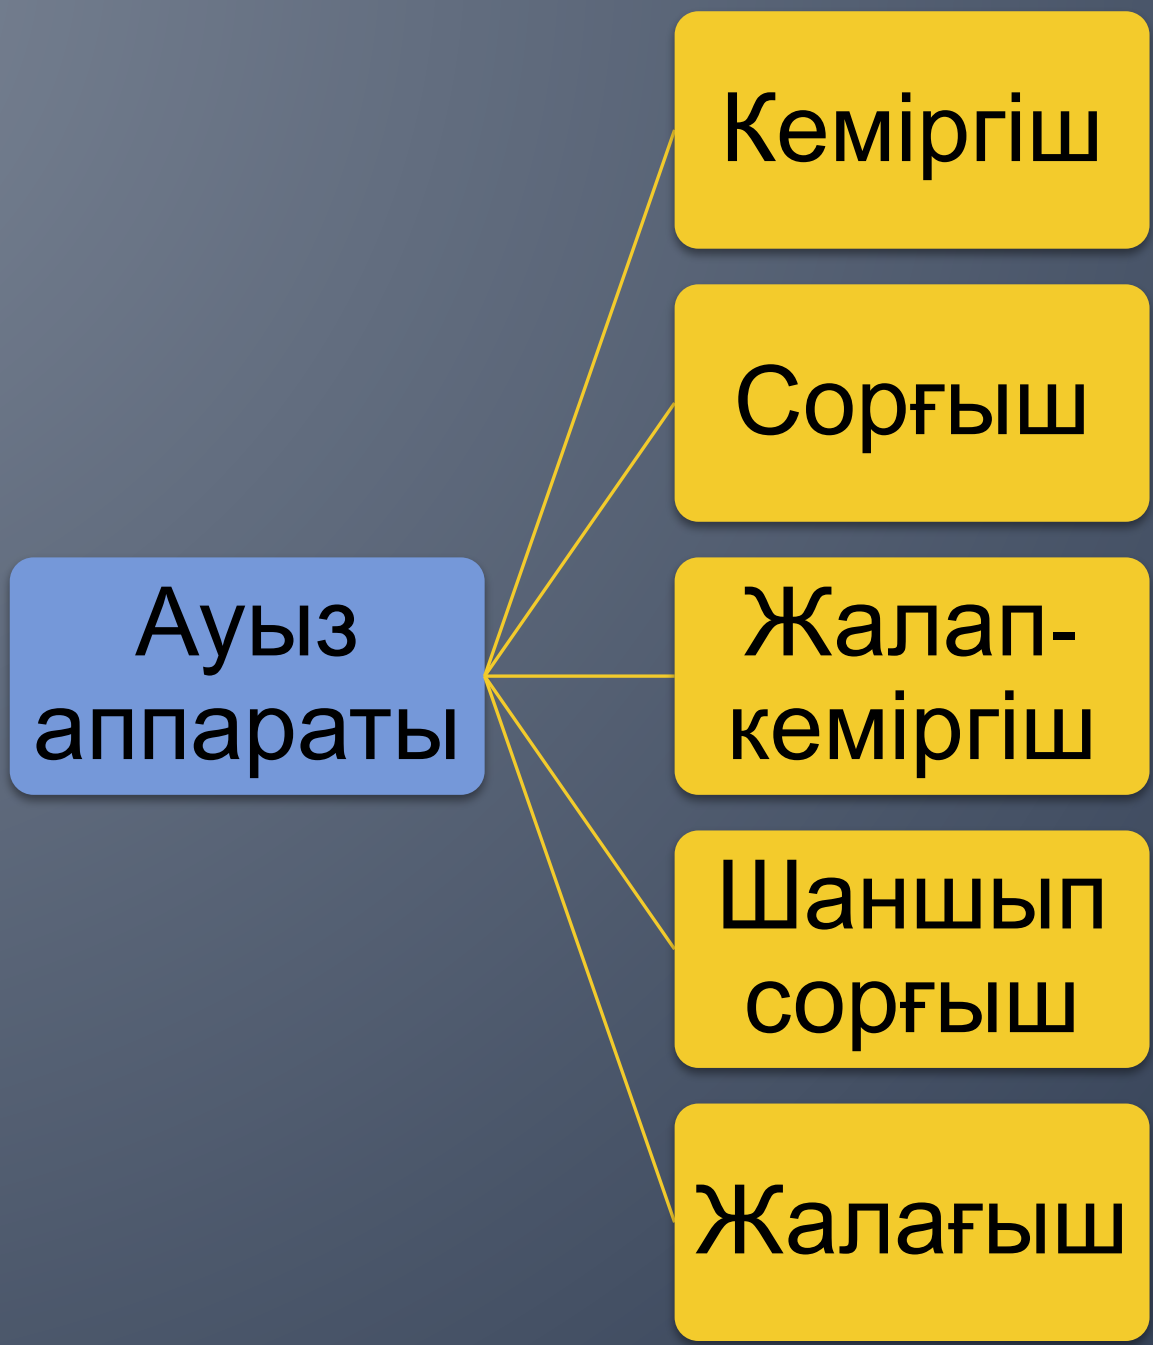 Кеміргіш
Сорғыш
Ауыз
аппараты
Жалап-
кеміргіш
Шаншып
сорғыш
Жалағыш